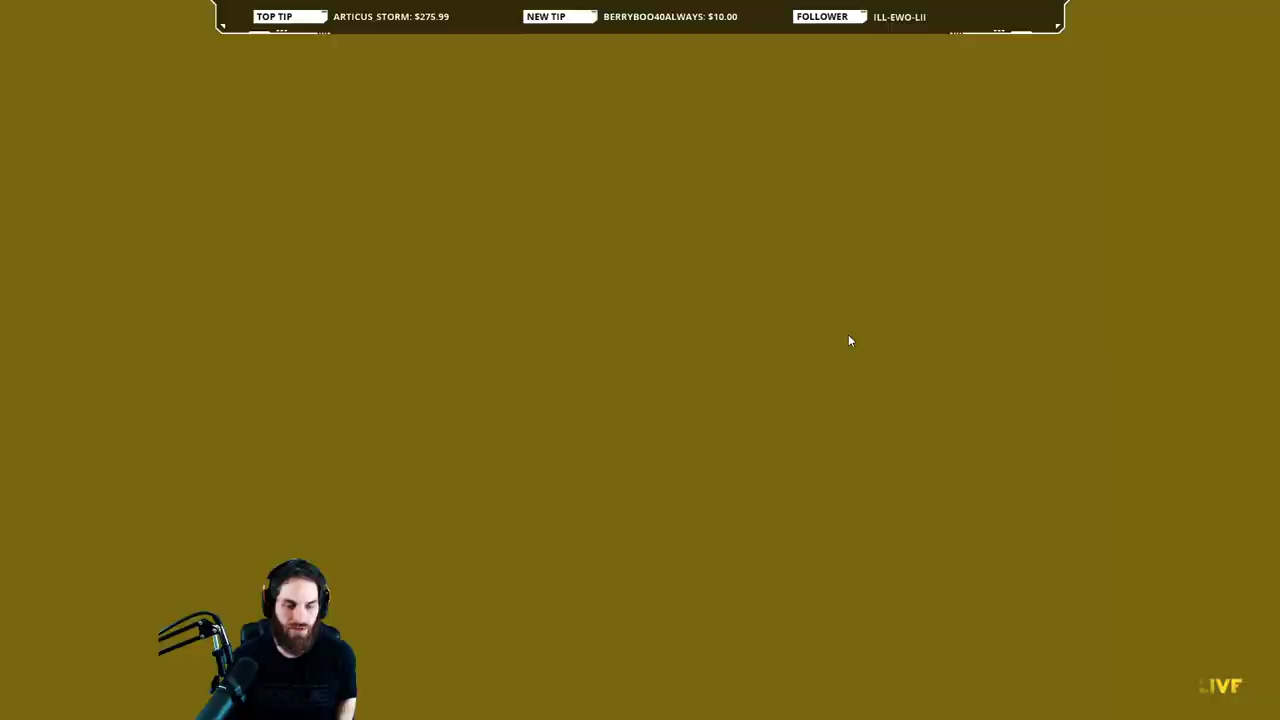 TOP TIP ARTICUS STORM: $275.99 NEW TIP BERRYBOO40ALWAYS: $10.00 FOLLOWER ILL-EWO-LII